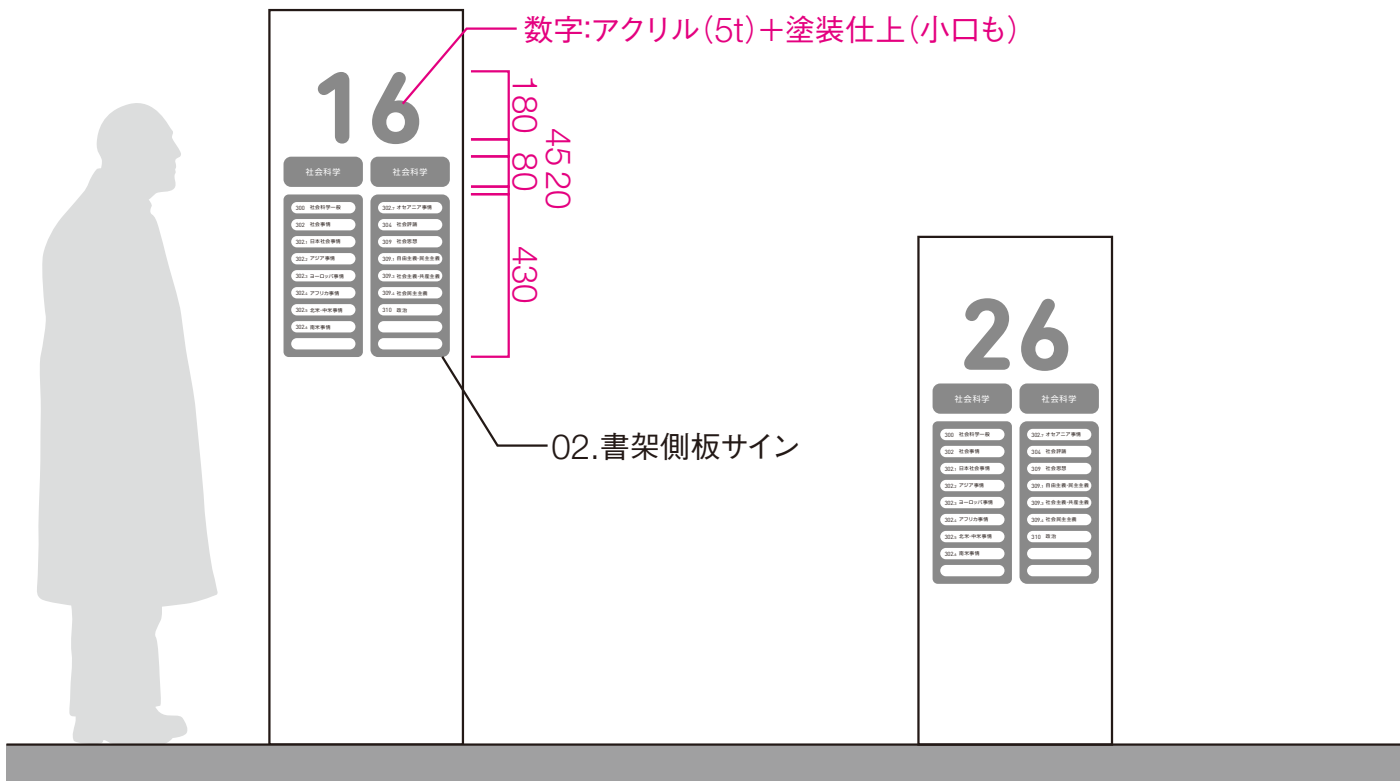 数字:アクリル(5t)+塗装仕上(小口も)
16
180
45
80
20
430
社会科学
社会科学
300 社会科学一般
302 社会事情
302.1 日本社会事情
302.2 アジア事情
302.3 ヨーロッパ事情
302.4 アフリカ事情
302.5 北米・中米事情
302.6 南米事情
302.7 オセアニア事情
304 社会評論
309 社会思想
309.1 自由主義・民主主義
309.3 社会主義・共産主義
309.4 社会民主主義
310 政治
02.書架側板サイン
26
社会科学
社会科学
300 社会科学一般
302 社会事情
302.1 日本社会事情
302.2 アジア事情
302.3 ヨーロッパ事情
302.4 アフリカ事情
302.5 北米・中米事情
302.6 南米事情
302.7 オセアニア事情
304 社会評論
309 社会思想
309.1 自由主義・民主主義
309.3 社会主義・共産主義
309.4 社会民主主義
310 政治